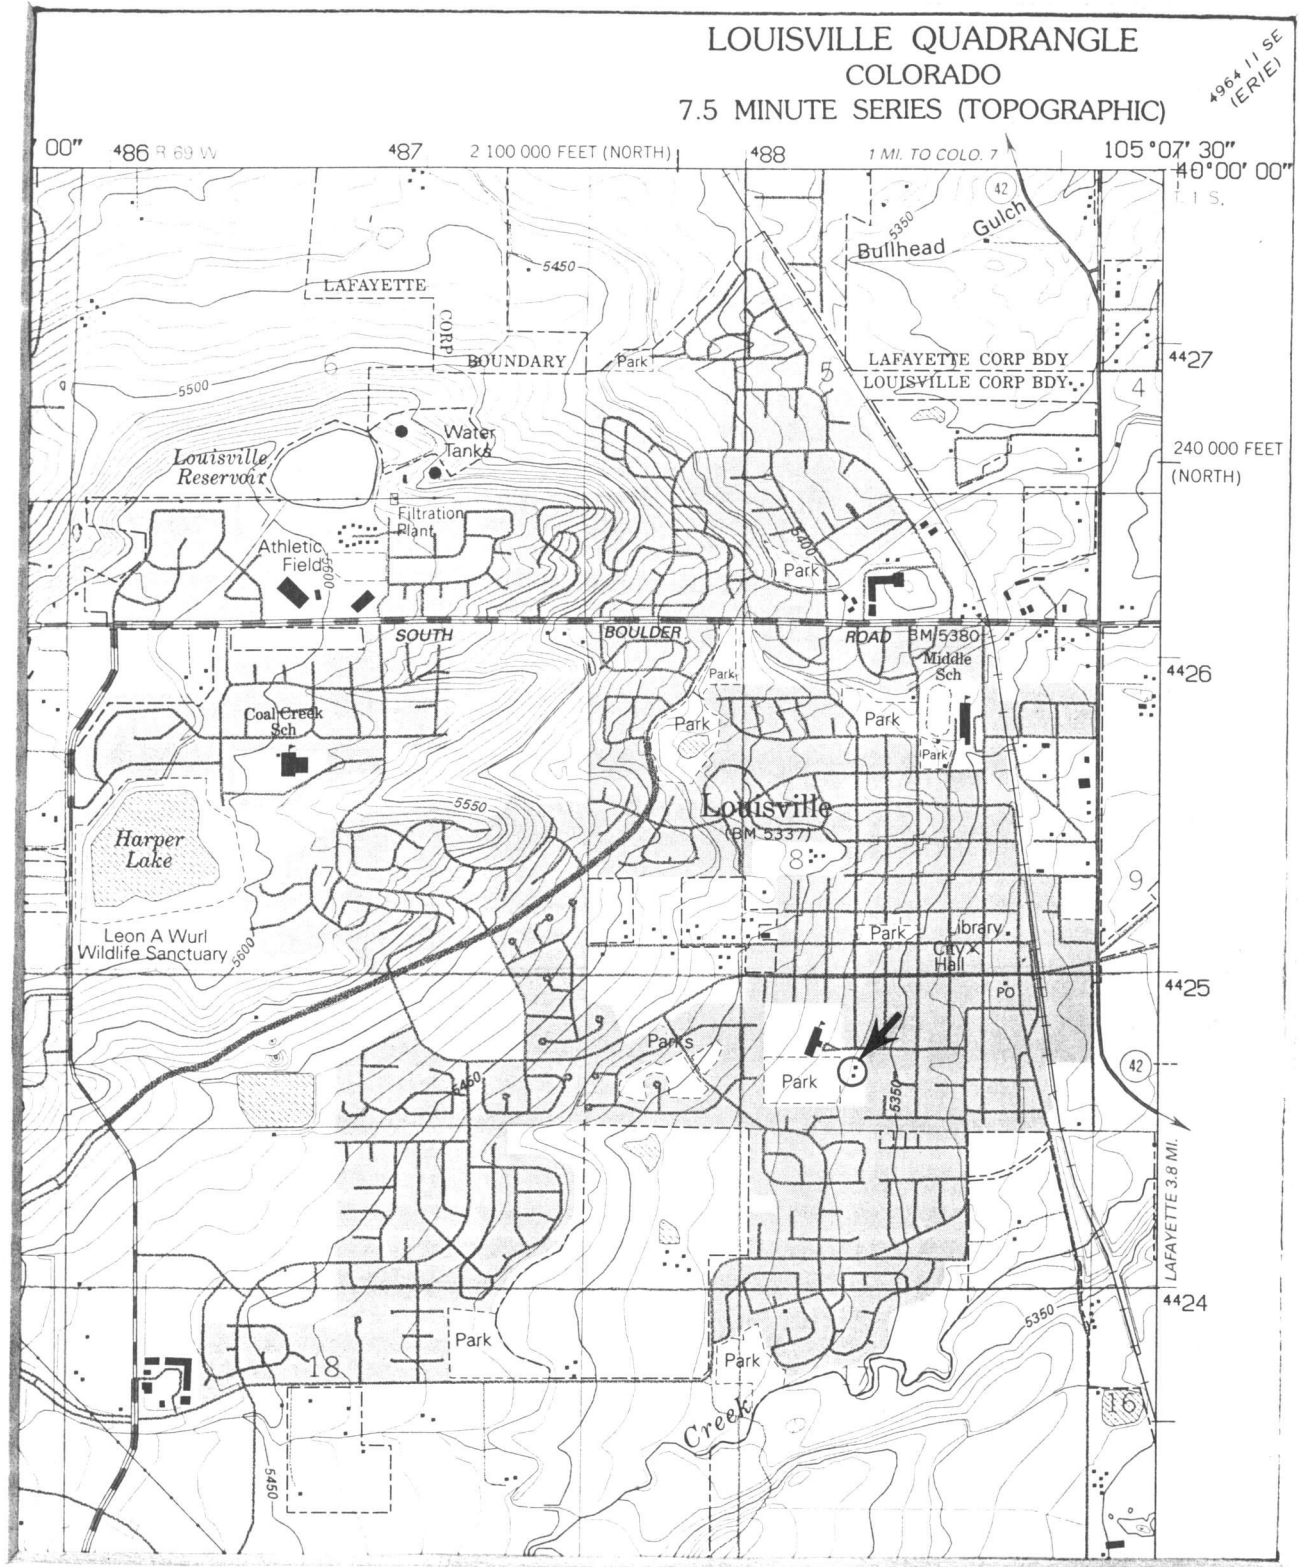 LOUISVILLE QUADRANGLE
COLORADO
7.5 MINUTE SERIES (TOPOGRAPHIC)
4964 II SE
(ERIE)
00″
486
R 69 W
487
2 100 000 FEET (NORTH)
488
1 MI. TO COLO. 7
105°07′30″
40°00′00″
T. 1 S.
42
Bullhead Gulch
5350
5450
LAFAYETTE
CORP
BOUNDARY
Park
LAFAYETTE CORP BDY
LOUISVILLE CORP BDY
4427
6
5
4
5500
Louisville
Reservoir
Water
Tanks
240 000 FEET
(NORTH)
Filtration
Plant
Athletic
Field
5600
5400
Park
SOUTH BOULDER ROAD
BM 5380
Middle
Sch
4426
Park
Coal Creek
Sch
Park
Park
Park
5550
Louisville
(BM 5337)
Harper
Lake
8
7
9
Leon A Wurl
Wildlife Sanctuary
5600
Park
Library
City
Hall
4425
PO
Parks
Park
42
5450
5350
LAFAYETTE 3.8 MI.
4424
5350
Park
Park
18
16
Creek
5450